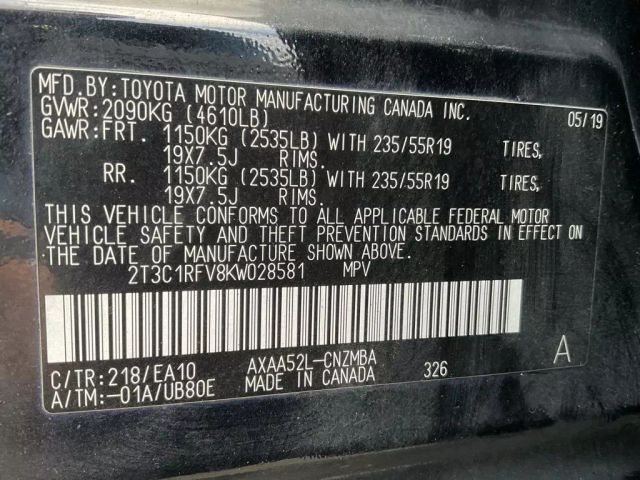 MFD.BY:TOYOTA MOTOR MANUFACTURING CANADA INC.
GVWR:2090KG (4610LB) 05/19
GAWR:FRT. 1150KG (2535LB) WITH 235/55R19 TIRES,
19X7.5J RIMS.
RR. 1150KG (2535LB) WITH 235/55R19 TIRES,
19X7.5J RIMS.
THIS VEHICLE CONFORMS TO ALL APPLICABLE FEDERAL MOTOR
VEHICLE SAFETY AND THEFT PREVENTION STANDARDS IN EFFECT ON
THE DATE OF MANUFACTURE SHOWN ABOVE.
2T3C1RFV8KW028581 MPV
A
C/TR:218/EA10 AXAA52L-CNZMBA
A/TM:-01A/UB80E MADE IN CANADA 326